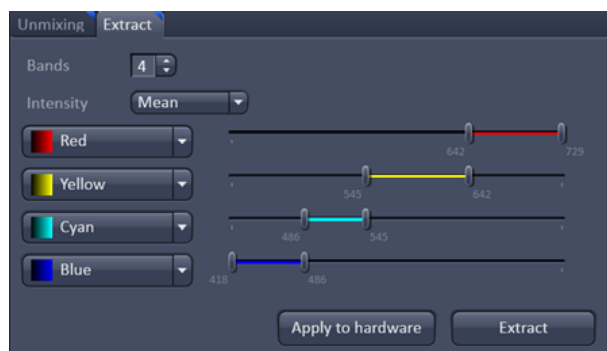 Unmixing Extract
Bands 4
Intensity Mean
Red
642 729
Yellow
545 642
Cyan
486 545
Blue
418 486
Apply to hardware Extract